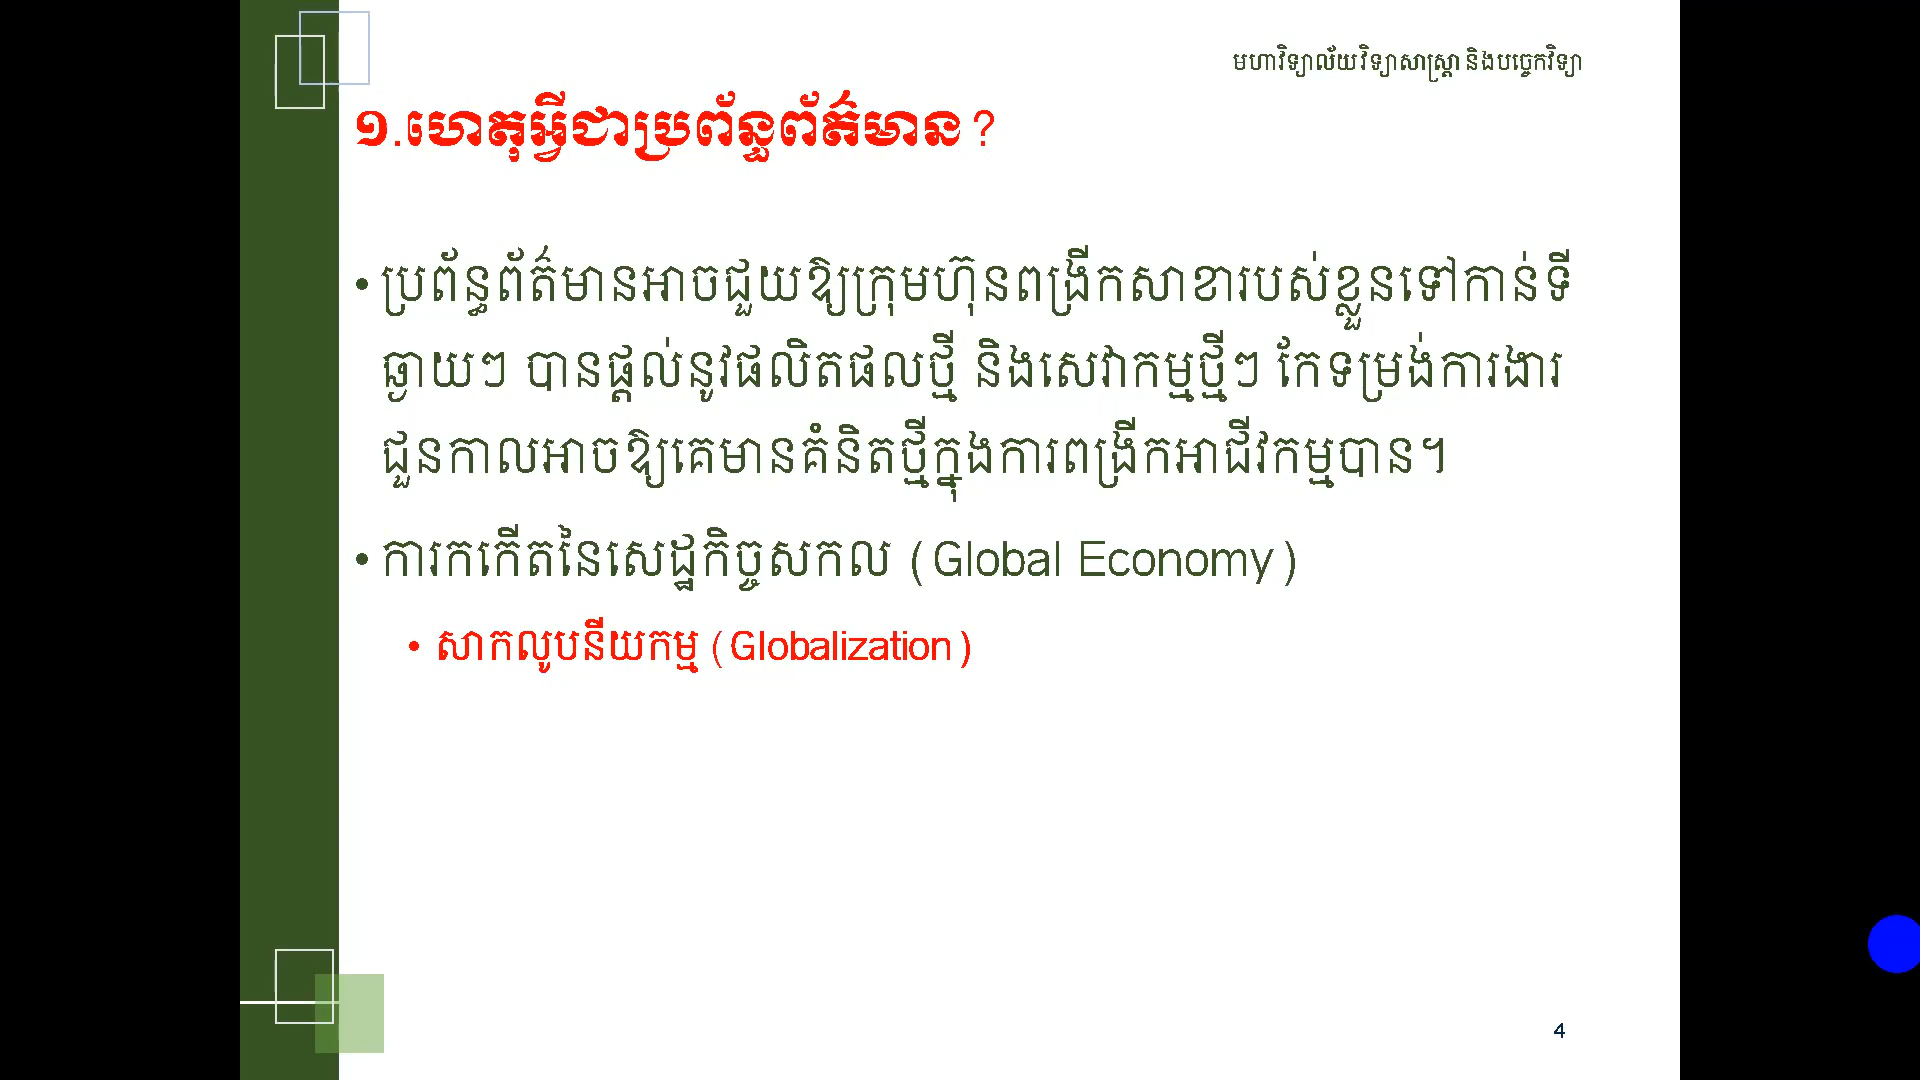 មហាវិទ្យាល័យវិទ្យាសាស្ត្រា និងបច្ចេកវិទ្យា
១.ហេតុអ្វីជាប្រព័ន្ធព័ត៌មាន?
• ប្រព័ន្ធព័ត៌មានអាចជួយឱ្យក្រុមហ៊ុនពង្រីកសាខារបស់ខ្លួនទៅកាន់ទី
ឆ្ងាយៗ បានផ្តល់នូវផលិតផលថ្មី និងសេវាកម្មថ្មីៗ កែទម្រង់ការងារ
ជួនកាលអាចឱ្យគេមានគំនិតថ្មីក្នុងការពង្រីកអាជីវកម្មបាន។
• ការកកើតនៃសេដ្ឋកិច្ចសកល (Global Economy)
• សាកលូបនីយកម្ម (Globalization)
4